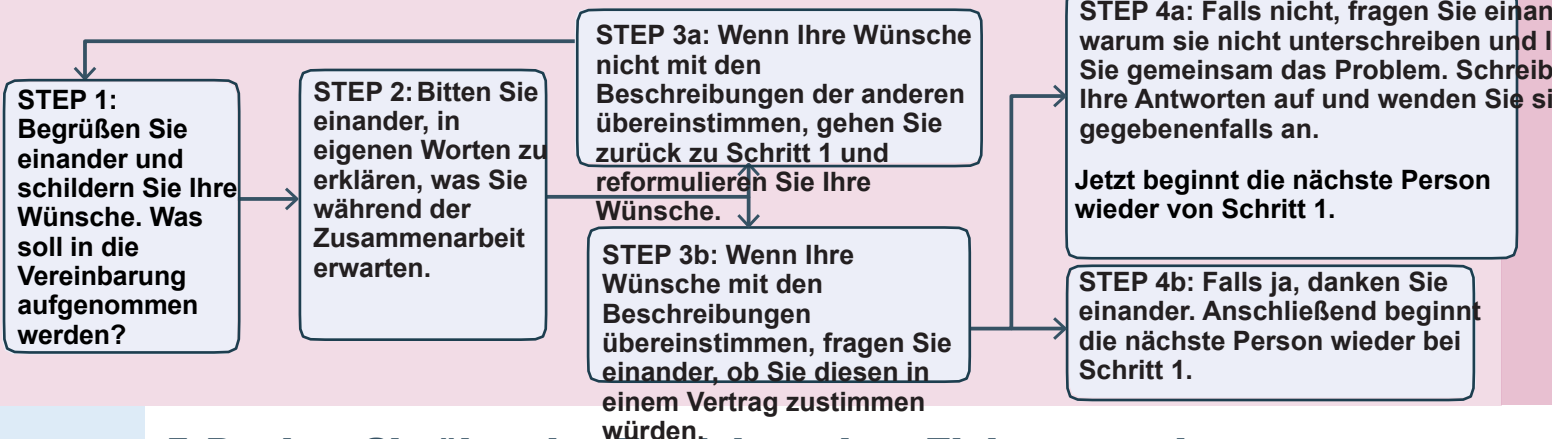 STEP 1:
Begrüßen Sie
einander und
schildern Sie Ihre
Wünsche. Was
soll in die
Vereinbarung
aufgenommen
werden?
STEP 2: Bitten Sie
einander, in
eigenen Worten zu
erklären, was Sie
während der
Zusammenarbeit
erwarten.
STEP 3a: Wenn Ihre Wünsche
nicht mit den
Beschreibungen der anderen
übereinstimmen, gehen Sie
zurück zu Schritt 1 und
reformulieren Sie Ihre
Wünsche.
STEP 3b: Wenn Ihre
Wünsche mit den
Beschreibungen
übereinstimmen, fragen Sie
einander, ob Sie diesen in
einem Vertrag zustimmen
würden.
STEP 4a: Falls nicht, fragen Sie einan
warum sie nicht unterschreiben und
Sie gemeinsam das Problem. Schreib
Ihre Antworten auf und wenden Sie si
gegebenenfalls an.
Jetzt beginnt die nächste Person
wieder von Schritt 1.
STEP 4b: Falls ja, danken Sie
einander. Anschließend beginnt
die nächste Person wieder bei
Schritt 1.